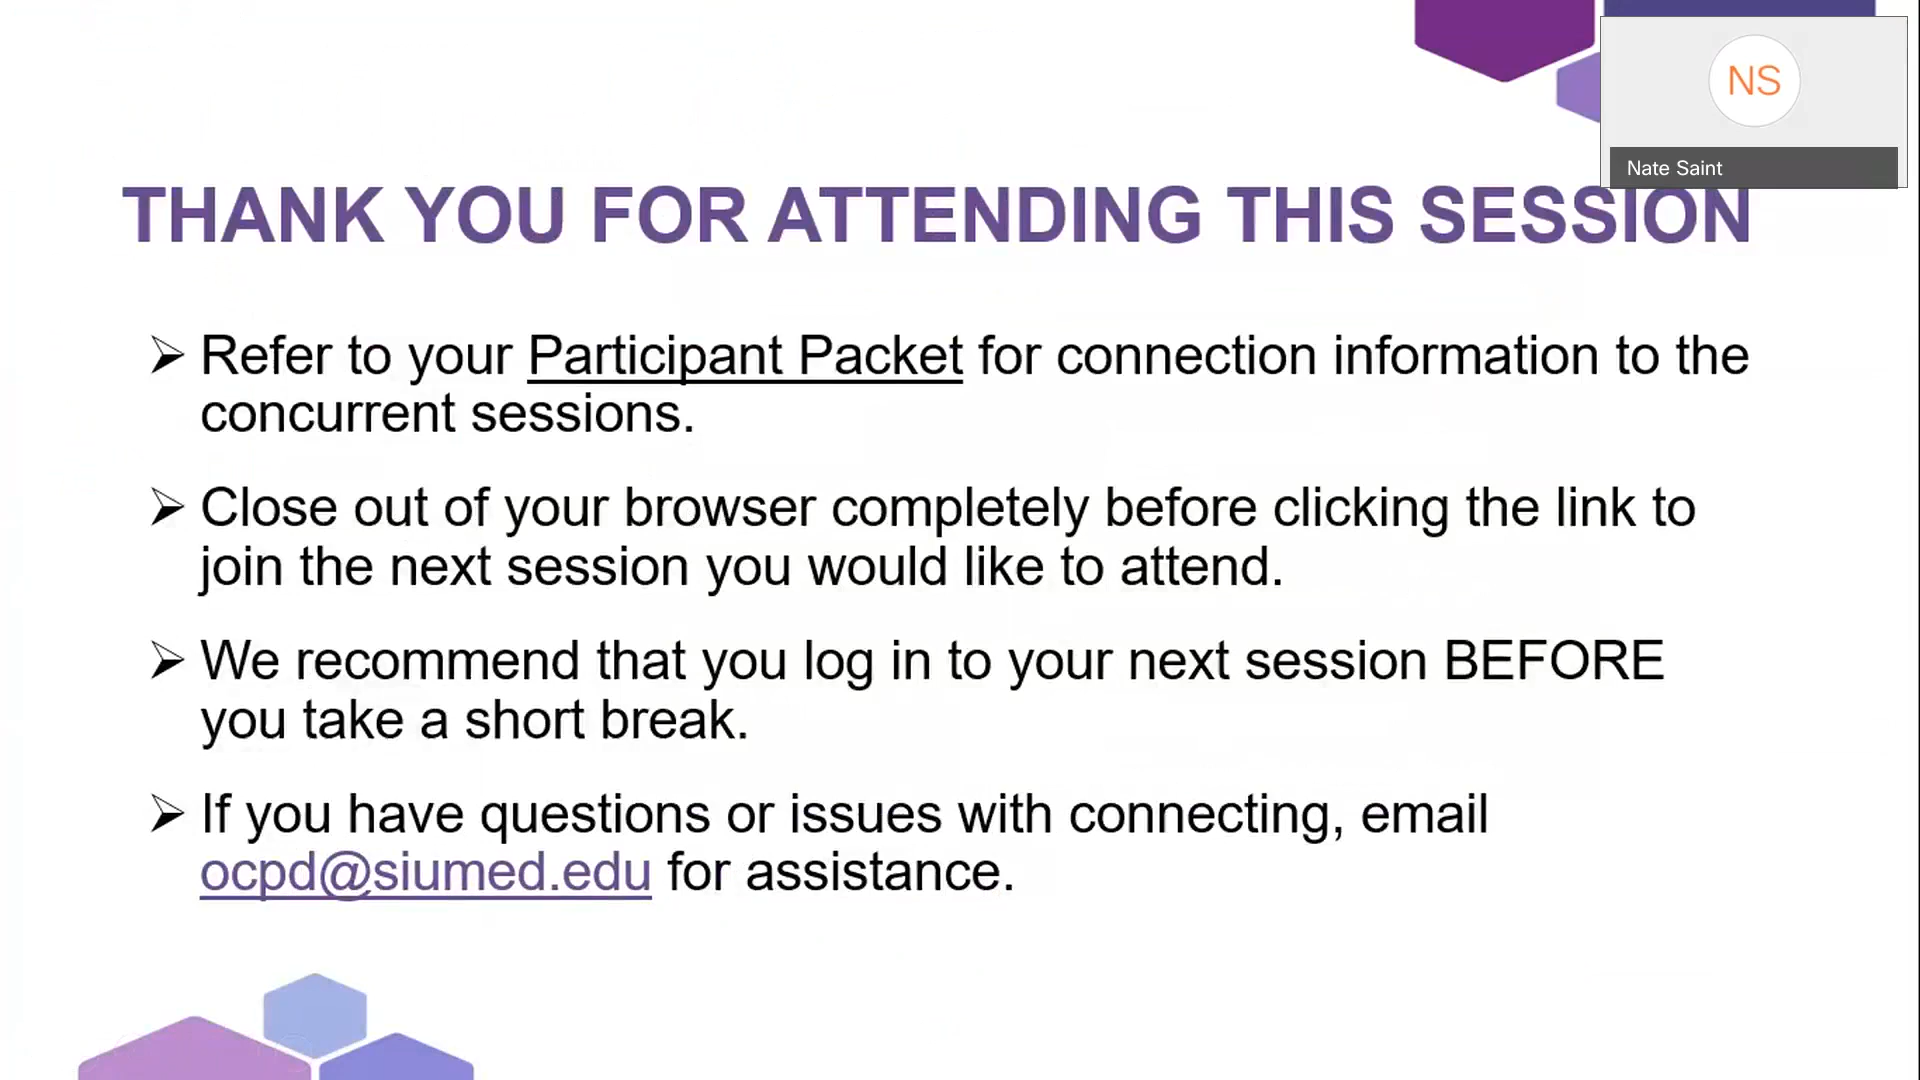 NS
Nate Saint
THANK YOU FOR ATTENDING THIS SESSION
➢ Refer to your Participant Packet for connection information to the
concurrent sessions.
➢ Close out of your browser completely before clicking the link to
join the next session you would like to attend.
➢ We recommend that you log in to your next session BEFORE
you take a short break.
➢ If you have questions or issues with connecting, email
ocpd@siumed.edu for assistance.